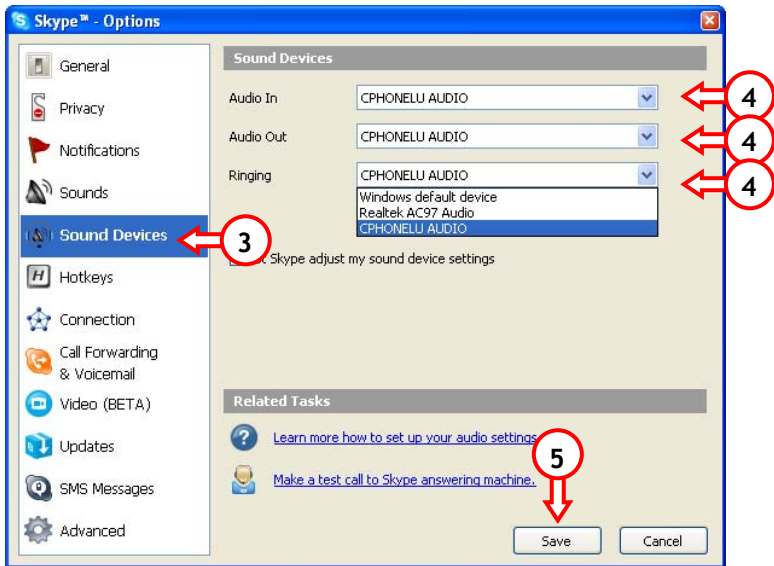 Skype™ - Options
General
Privacy
Notifications
Sounds
Sound Devices
Hotkeys
Connection
Call Forwarding
& Voicemail
Video (BETA)
Updates
SMS Messages
Advanced
3
Sound Devices
Audio In
CPHONELU AUDIO
4
Audio Out
CPHONELU AUDIO
4
Ringing
CPHONELU AUDIO
4
Windows default device
Realtek AC97 Audio
CPHONELU AUDIO
Skype adjust my sound device settings
Related Tasks
Learn more how to set up your audio settings
Make a test call to Skype answering machine.
5
Save
Cancel